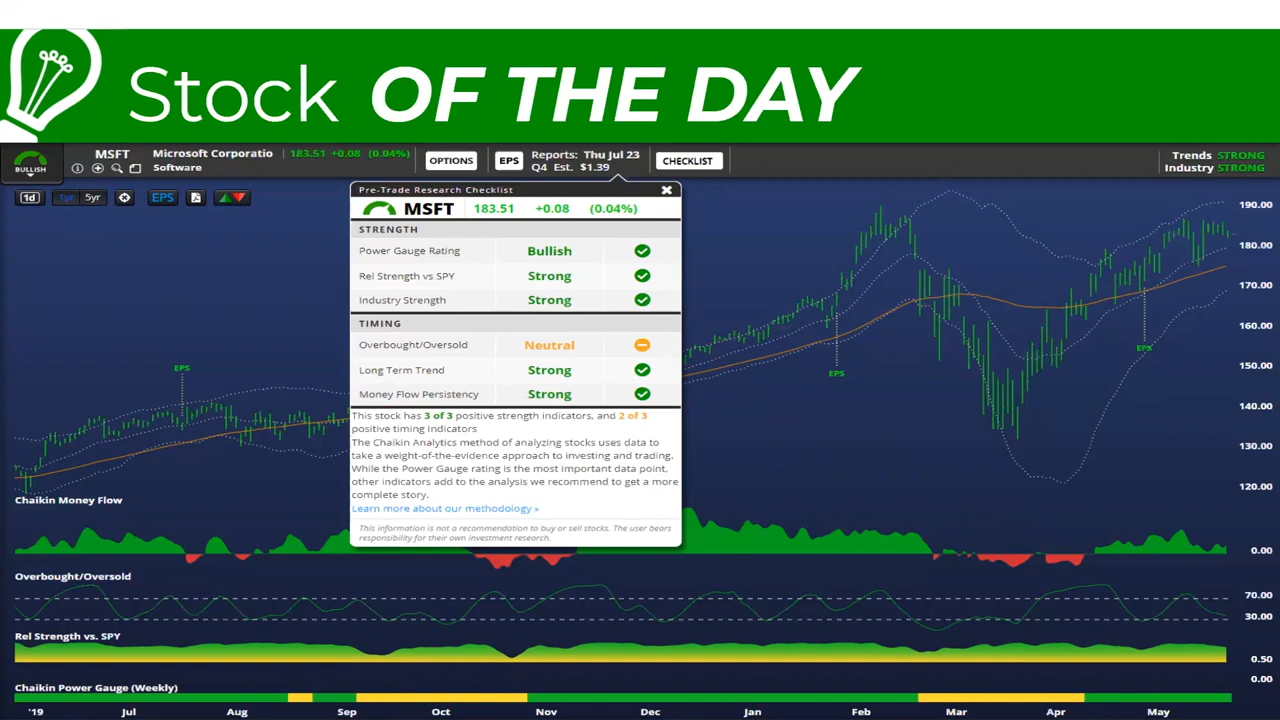 Stock OF THE DAY
BULLISH
MSFT
Microsoft Corporatio
183.51 +0.08 (0.04%)
Software
OPTIONS
EPS
Reports: Thu Jul 23
Q4 Est. $1.39
CHECKLIST
Trends STRONG
Industry STRONG
1d 1yr 5yr EPS
Pre-Trade Research Checklist
MSFT 183.51 +0.08 (0.04%)
STRENGTH
Power Gauge Rating Bullish
Rel Strength vs SPY Strong
Industry Strength Strong
TIMING
Overbought/Oversold Neutral
Long Term Trend Strong
Money Flow Persistency Strong
This stock has 3 of 3 positive strength indicators, and 2 of 3
positive timing indicators
The Chaikin Analytics method of analyzing stocks uses data to
take a weight-of-the-evidence approach to investing and trading.
While the Power Gauge rating is the most important data point,
other indicators add to the analysis we recommend to get a more
complete story.
Learn more about our methodology »
This information is not a recommendation to buy or sell stocks. The user bears
responsibility for their own investment research.
190.00
180.00
170.00
160.00
150.00
140.00
130.00
120.00
EPS
EPS
EPS
Chaikin Money Flow
0.00
Overbought/Oversold
70.00
30.00
Rel Strength vs. SPY
0.50
0.00
Chaikin Power Gauge (Weekly)
'19 Jul Aug Sep Oct Nov Dec Jan Feb Mar Apr May